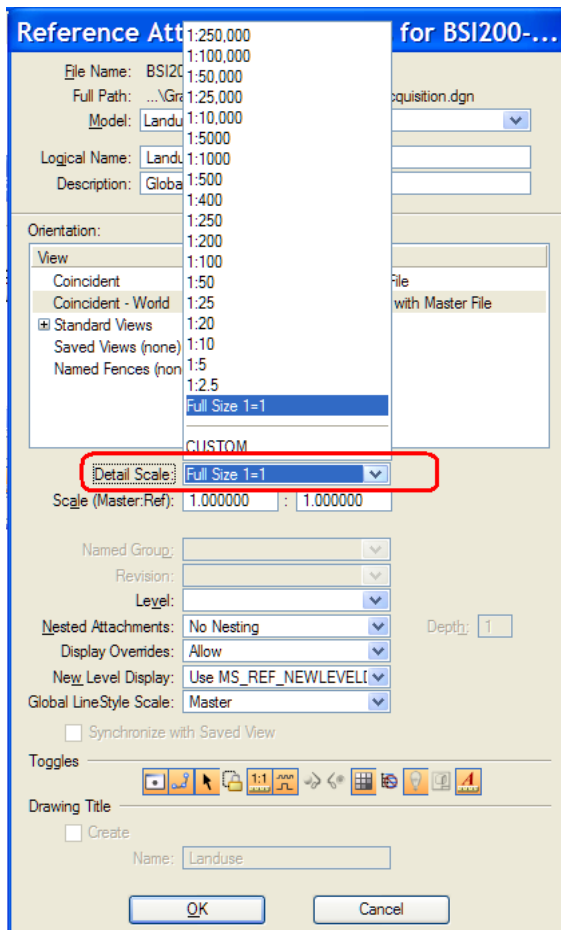 Reference Att for BSI200-...
File Name: BSI20
Full Path: ...\Gra cquisition.dgn
Model: Landu
Logical Name: Landu
Description: Globa
Orientation:
View
Coincident File
Coincident - World with Master File
Standard Views
Saved Views (none)
Named Fences (non
1:250,000
1:100,000
1:50,000
1:25,000
1:10,000
1:5000
1:1000
1:500
1:400
1:250
1:200
1:100
1:50
1:25
1:20
1:10
1:5
1:2.5
Full Size 1=1
CUSTOM
Detail Scale: Full Size 1=1
Scale (Master:Ref): 1.000000 : 1.000000
Named Group:
Revision:
Level:
Nested Attachments: No Nesting Depth: 1
Display Overrides: Allow
New Level Display: Use MS_REF_NEWLEVEL
Global LineStyle Scale: Master
Synchronize with Saved View
Toggles
1:1 A
Drawing Title
Create
Name: Landuse
OK Cancel